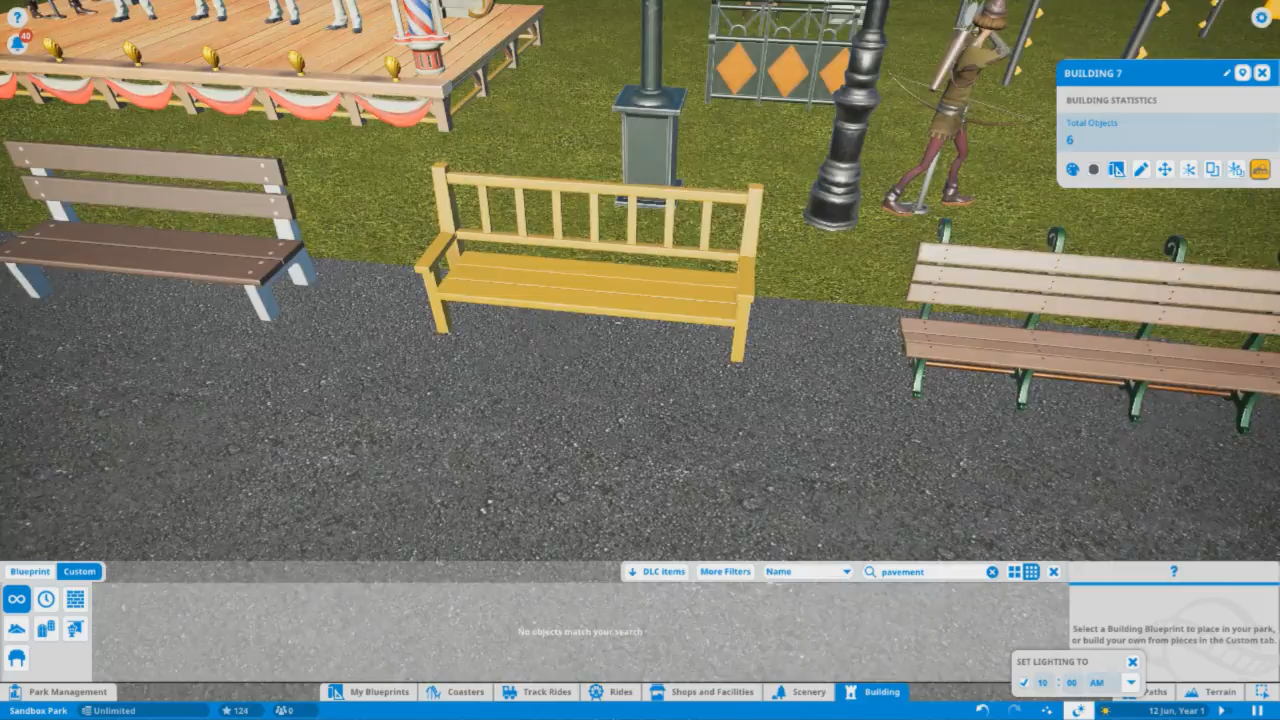 ?
40
BUILDING 7
BUILDING STATISTICS
Total Objects
6
Blueprint
Custom
DLC Items
More Filters
Name
pavement
?
No objects match your search
Select a Building Blueprint to place in your park,
or build your own from pieces in the Custom tab.
SET LIGHTING TO
10 : 00 AM
Park Management
My Blueprints
Coasters
Track Rides
Rides
Shops and Facilities
Scenery
Building
Paths
Terrain
Sandbox Park
Unlimited
124
0
12 Jun, Year 1